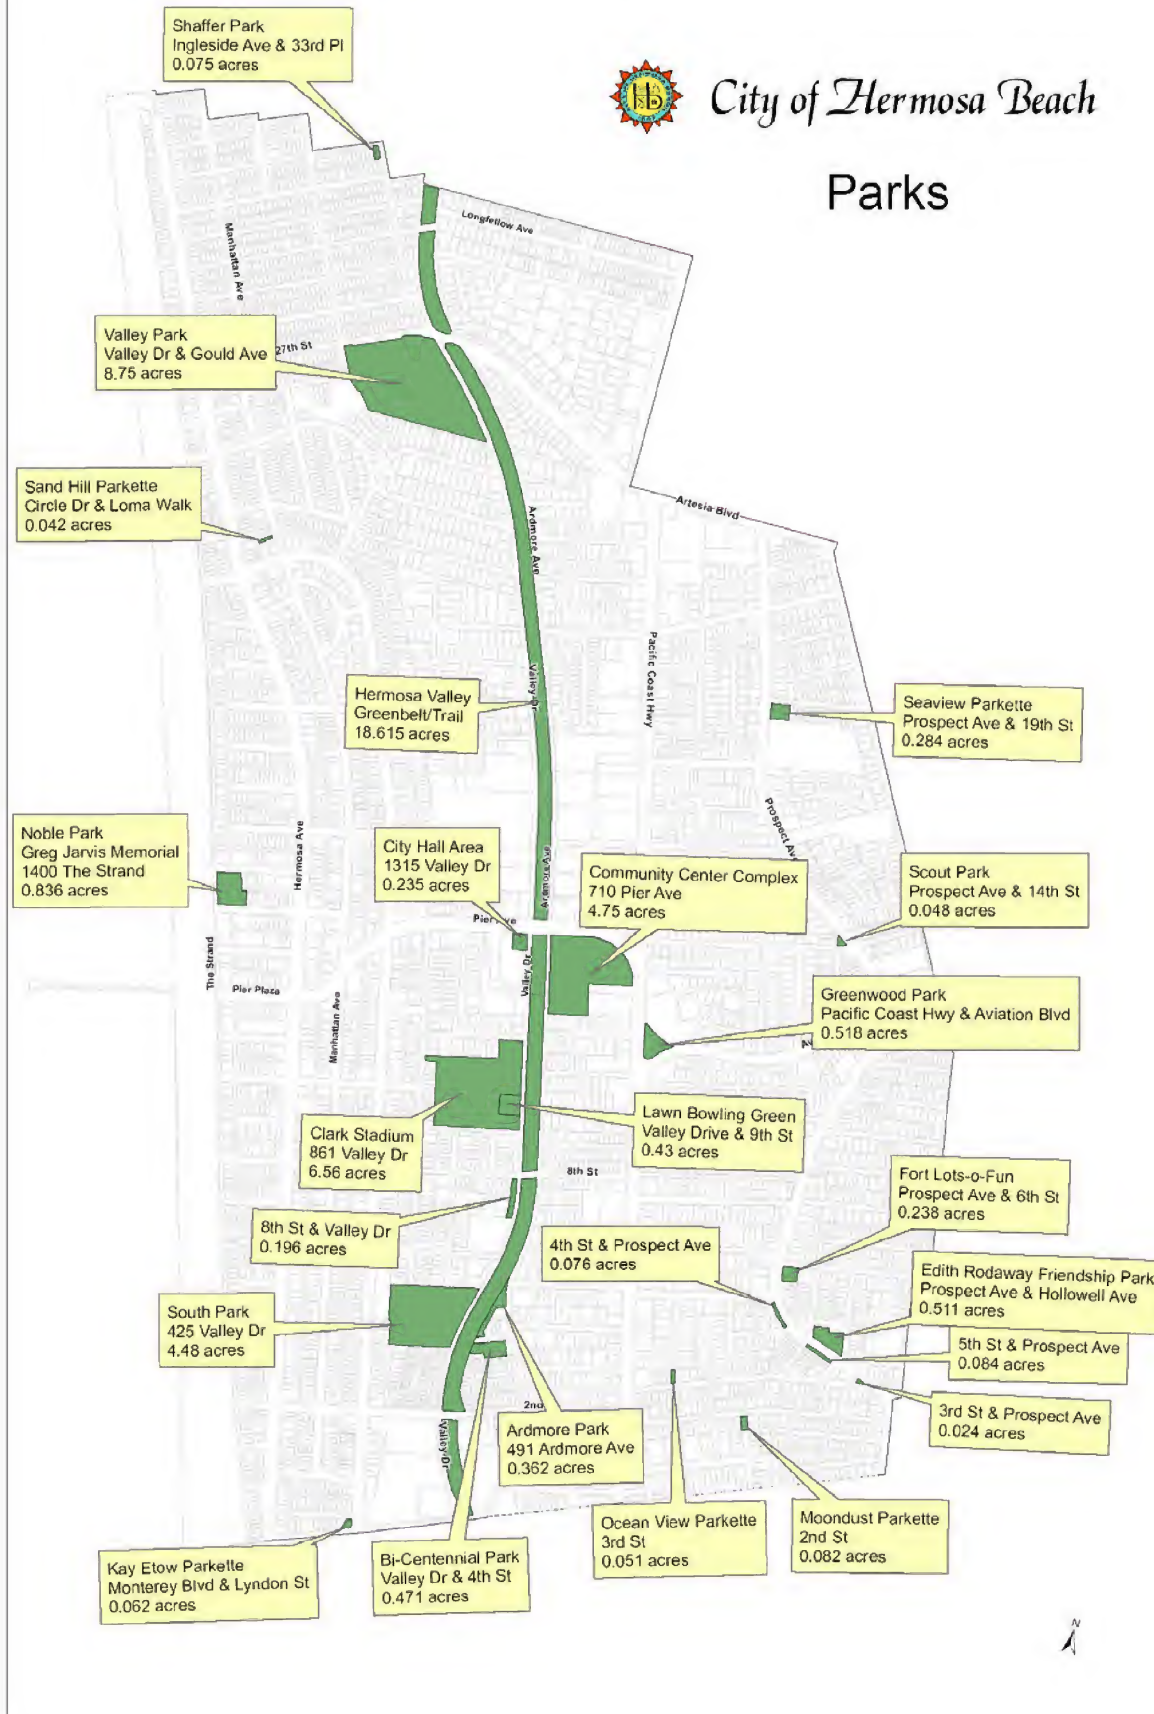 Shaffer Park
Ingleside Ave & 33rd Pl
0.075 acres
City of Hermosa Beach
Parks
Longfellow Ave
Manhattan Ave
Valley Park
Valley Dr & Gould Ave
8.75 acres
27th St
Sand Hill Parkette
Circle Dr & Loma Walk
0.042 acres
Artesia Blvd
Ardmore Ave
Pacific Coast Hwy
Valley Dr
Hermosa Valley
Greenbelt/Trail
18.615 acres
Seaview Parkette
Prospect Ave & 19th St
0.284 acres
Prospect Ave
Noble Park
Greg Jarvis Memorial
1400 The Strand
0.836 acres
Hermosa Ave
City Hall Area
1315 Valley Dr
0.235 acres
Ardmore Ave
Community Center Complex
710 Pier Ave
4.75 acres
Scout Park
Prospect Ave & 14th St
0.048 acres
Pier Ave
The Strand
Pier Plaza
Valley Dr
Manhattan Ave
Greenwood Park
Pacific Coast Hwy & Aviation Blvd
0.518 acres
Clark Stadium
861 Valley Dr
6.56 acres
Lawn Bowling Green
Valley Drive & 9th St
0.43 acres
8th St
Fort Lots-o-Fun
Prospect Ave & 6th St
0.238 acres
8th St & Valley Dr
0.196 acres
4th St & Prospect Ave
0.076 acres
Edith Rodaway Friendship Park
Prospect Ave & Hollowell Ave
0.511 acres
South Park
425 Valley Dr
4.48 acres
5th St & Prospect Ave
0.084 acres
2nd
3rd St & Prospect Ave
0.024 acres
Valley Dr
Ardmore Park
491 Ardmore Ave
0.362 acres
Ocean View Parkette
3rd St
0.051 acres
Moondust Parkette
2nd St
0.082 acres
Kay Etow Parkette
Monterey Blvd & Lyndon St
0.062 acres
Bi-Centennial Park
Valley Dr & 4th St
0.471 acres
N